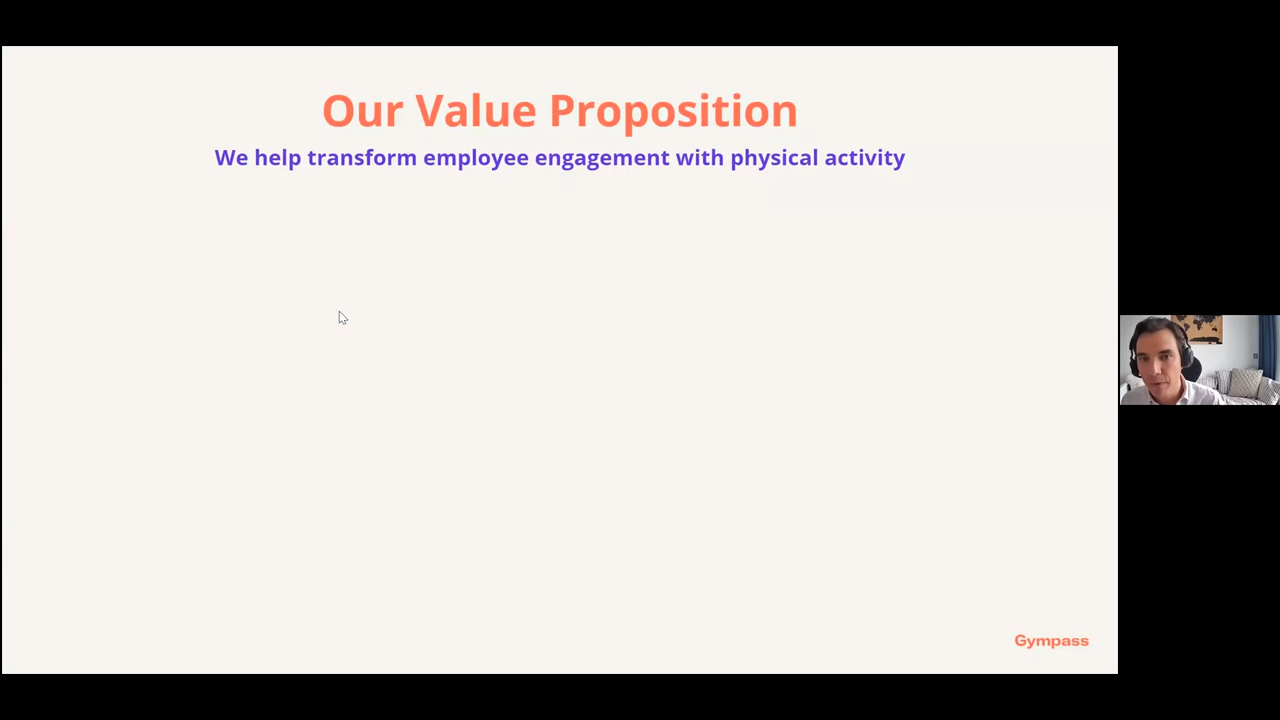 Our Value Proposition
We help transform employee engagement with physical activity
Gympass